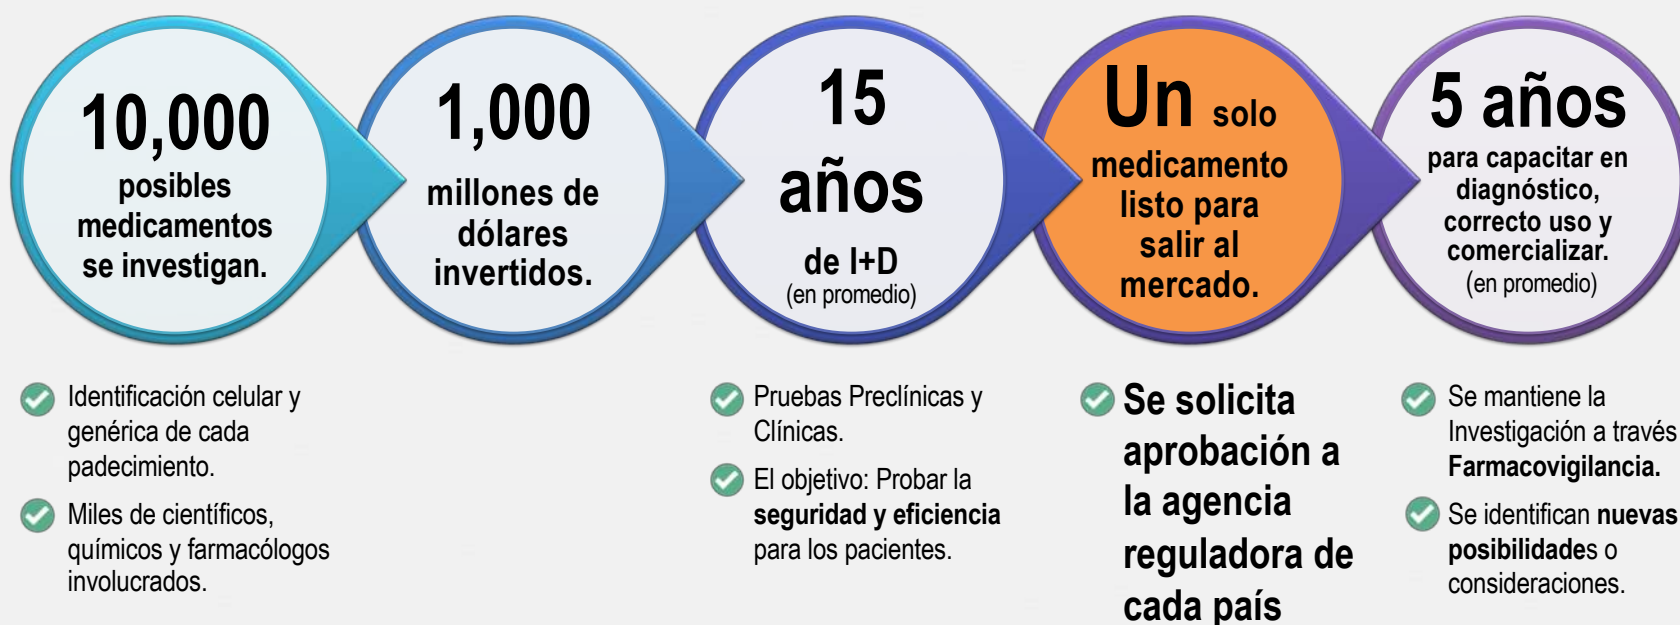 10,000
posibles
medicamentos
se investigan.
1,000
millones de
dólares
invertidos.
15
años
de I+D
(en promedio)
Un solo
medicamento
listo para
salir al
mercado.
5 años
para capacitar en
diagnóstico,
correcto uso y
comercializar.
(en promedio)
Identificación celular y
genérica de cada
padecimiento.
Miles de científicos,
químicos y farmacólogos
involucrados.
Pruebas Preclínicas y
Clínicas.
El objetivo: Probar la
seguridad y eficiencia
para los pacientes.
Se solicita
aprobación a
la agencia
reguladora de
cada país
Se mantiene la
Investigación a través
Farmacovigilancia.
Se identifican nuevas
posibilidades o
consideraciones.